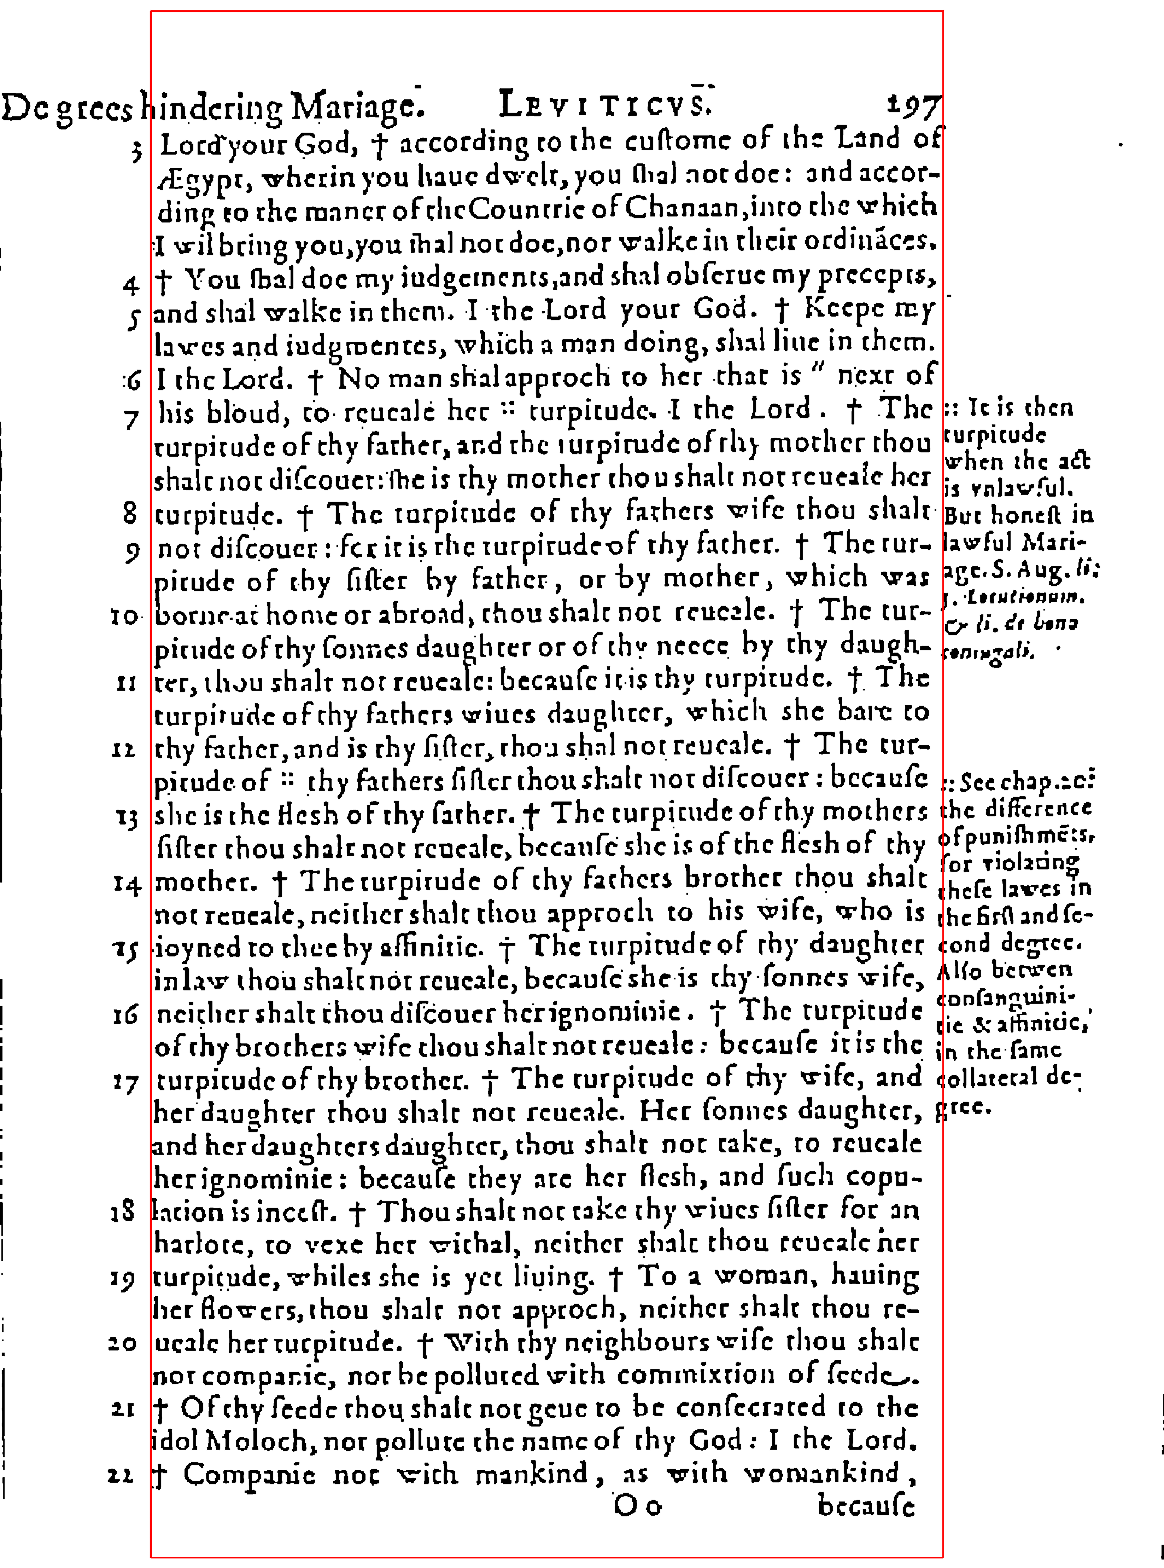 Degrees hindering Mariage. LEVITICVS. 197
3 Lord your God, † according to the custome of the Land of
Ægypt, wherin you haue dwelt, you ſhal not doe: and accor-
ding to the maner of the Countrie of Chanaan, into the which
I wil bring you, you ſhal not doe, nor walke in their ordinãces.
4 † You ſhal doe my iudgements, and shal obſerue my precepts,
5 and shal walke in them. I the Lord your God. † Keepe my
lawes and iudgmentes, which a man doing, shal liue in them.
6 I the Lord. † No man shal approch to her that is " next of
7 his bloud, to reueale her :: turpitude. I the Lord. † The
turpitude of thy father, and the turpitude of thy mother thou
shalt not diſcouer: ſhe is thy mother thou shalt not reueale her
8 turpitude. † The turpitude of thy fathers wife thou shalt
9 not diſcouer: for it is the turpitude of thy father. † The tur-
pitude of thy ſiſter by father, or by mother, which was
10 borne at home or abroad, thou shalt not reueale. † The tur-
pitude of thy ſonnes daughter or of thy neece by thy daugh-
11 ter, thou shalt not reueale: becauſe it is thy turpitude. † The
turpitude of thy fathers wiues daughter, which she bare to
12 thy father, and is thy ſiſter, thou shal not reueale. † The tur-
pitude of :: thy fathers ſiſter thou shalt not diſcouer: becauſe
13 she is the flesh of thy father. † The turpitude of thy mothers
ſiſter thou shalt not reueale, becauſe she is of the flesh of thy
14 mother. † The turpitude of thy fathers brother thou shalt
not reueale, neither shalt thou approch to his wife, who is
15 ioyned to thee by affinitie. † The turpitude of thy daughter
in law thou shalt not reueale, becauſe she is thy ſonnes wife,
16 neither shalt thou diſcouer her ignominie. † The turpitude
of thy brothers wife thou shalt not reueale: becauſe it is the
17 turpitude of thy brother. † The turpitude of thy wife, and
her daughter thou shalt not reueale. Her ſonnes daughter,
and her daughters daughter, thou shalt not take, to reueale
her ignominie: becauſe they are her flesh, and ſuch copu-
18 lation is inceſt. † Thou shalt not take thy wiues ſiſter for an
harlote, to vexe her withal, neither shalt thou reueale her
19 turpitude, whiles she is yet liuing. † To a woman, hauing
her flowers, thou shalt not approch, neither shalt thou re-
20 ueale her turpitude. † With thy neighbours wife thou shalt
not companie, nor be polluted with commixtion of ſeede.
21 † Of thy ſeede thou shalt not geue to be conſecrated to the
idol Moloch, nor pollute the name of thy God: I the Lord.
22 † Companie not with mankind, as with womankind,
O o becauſe
:: It is then
turpitude
when the act
is vnlawful.
But honeſt in
lawful Mari-
age. S. Aug. li:
Locutionum.
& li. de bono
coniugali.
:: See chap. 20:
the difference
of puniſhmẽts,
for violating
theſe lawes in
the firſt and ſe-
cond degree.
Alſo betwen
conſanguini-
tie & affinitie,
in the ſame
collateral de-
gree.